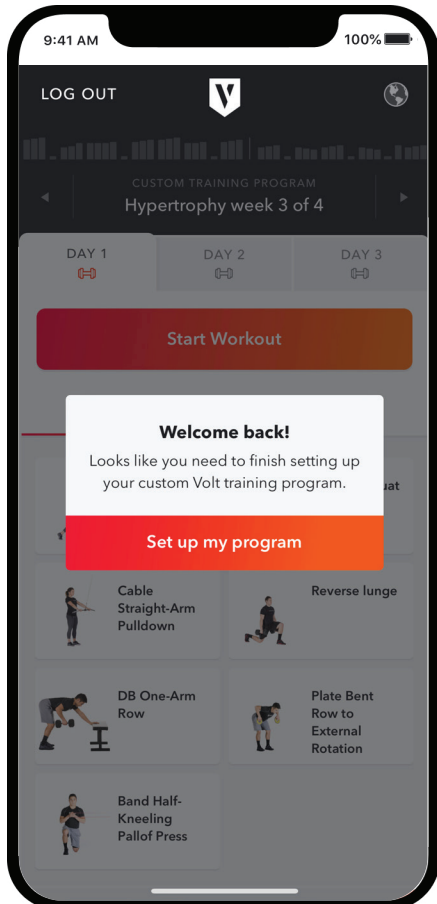 9:41 AM
100%
LOG OUT
V
CUSTOM TRAINING PROGRAM
Hypertrophy week 3 of 4
DAY 1
DAY 2
DAY 3
Start Workout
Welcome back!
Looks like you need to finish setting up
your custom Volt training program.
Set up my program
Cable
Straight-Arm
Pulldown
Reverse lunge
DB One-Arm
Row
Plate Bent
Row to
External
Rotation
Band Half-
Kneeling
Pallof Press